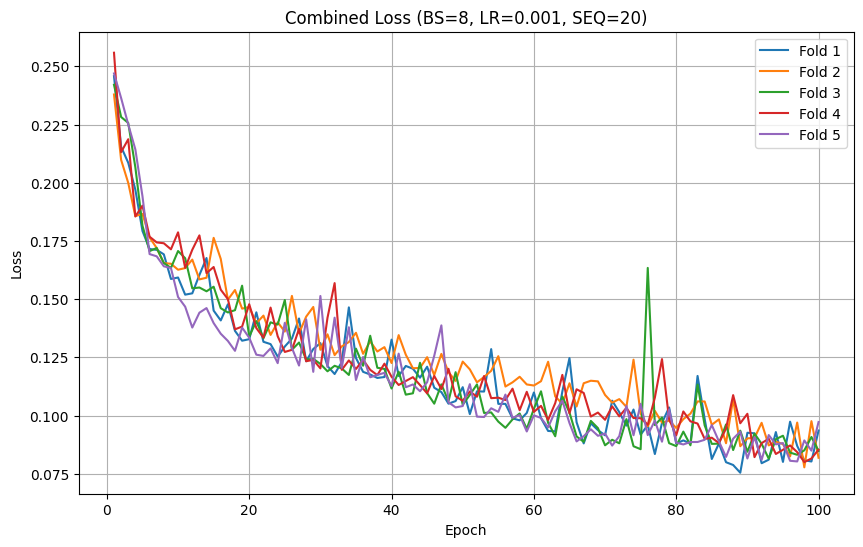 Combined Loss (BS=8, LR=0.001, SEQ=20)
Fold 1
Fold 2
Fold 3
Fold 4
Fold 5
Loss
0.250
0.225
0.200
0.175
0.150
0.125
0.100
0.075
0
20
40
60
80
100
Epoch